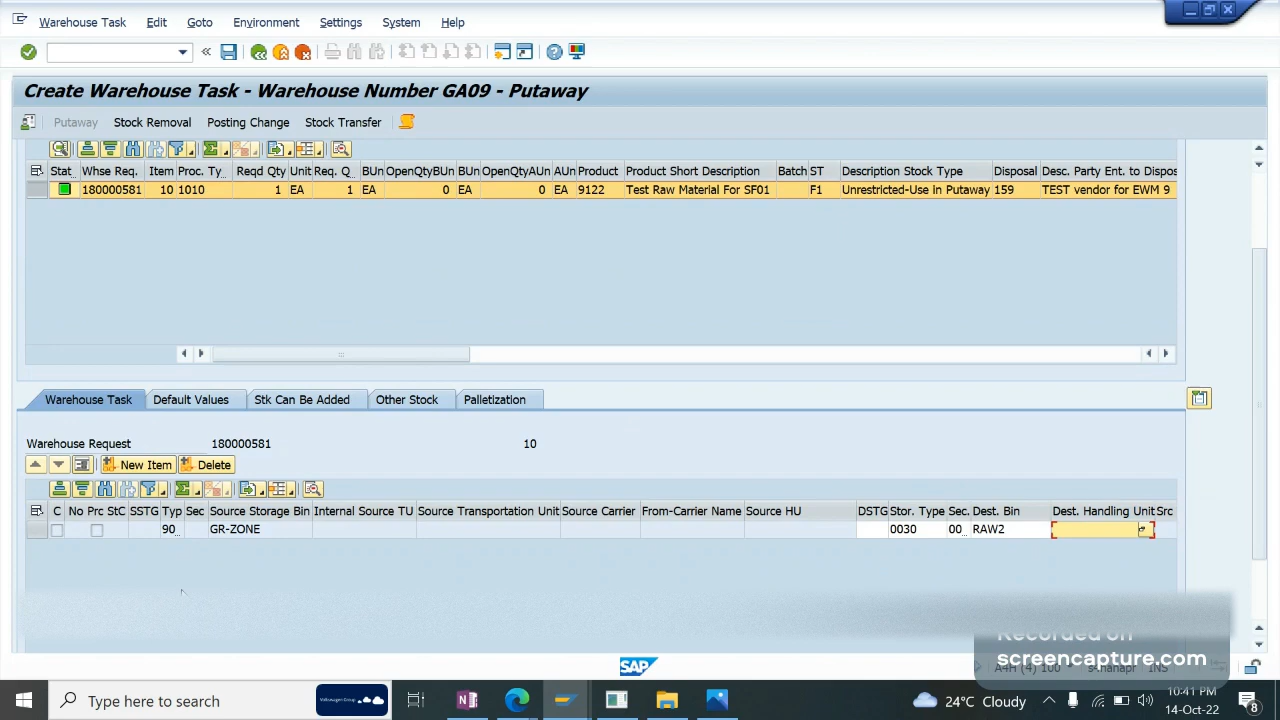 Warehouse Task Edit Goto Environment Settings System Help
Create Warehouse Task - Warehouse Number GA09 - Putaway
Putaway Stock Removal Posting Change Stock Transfer
Stat Whse Req. Item Proc. Ty... Reqd Qty Unit Req. Q... BUn OpenQtyBUn BUn OpenQtyAUn AUn Product Product Short Description Batch ST Description Stock Type Disposal Desc. Party Ent. to Dispos
180000581 10 1010 1 EA 1 EA 0 EA 0 EA 9122 Test Raw Material For SF01 F1 Unrestricted-Use in Putaway 159 TEST vendor for EWM 9
Warehouse Task Default Values Stk Can Be Added Other Stock Palletization
Warehouse Request 180000581 10
New Item Delete
C No Prc StC SSTG Typ Sec Source Storage Bin Internal Source TU Source Transportation Unit Source Carrier From-Carrier Name Source HU DSTG Stor. Type Sec. Dest. Bin Dest. Handling Unit Src
90... GR-ZONE 0030 00... RAW2
Recorded on
screencapture.com
SAP
INS
Type here to search
24°C Cloudy
10:41 PM
14-Oct-22
8